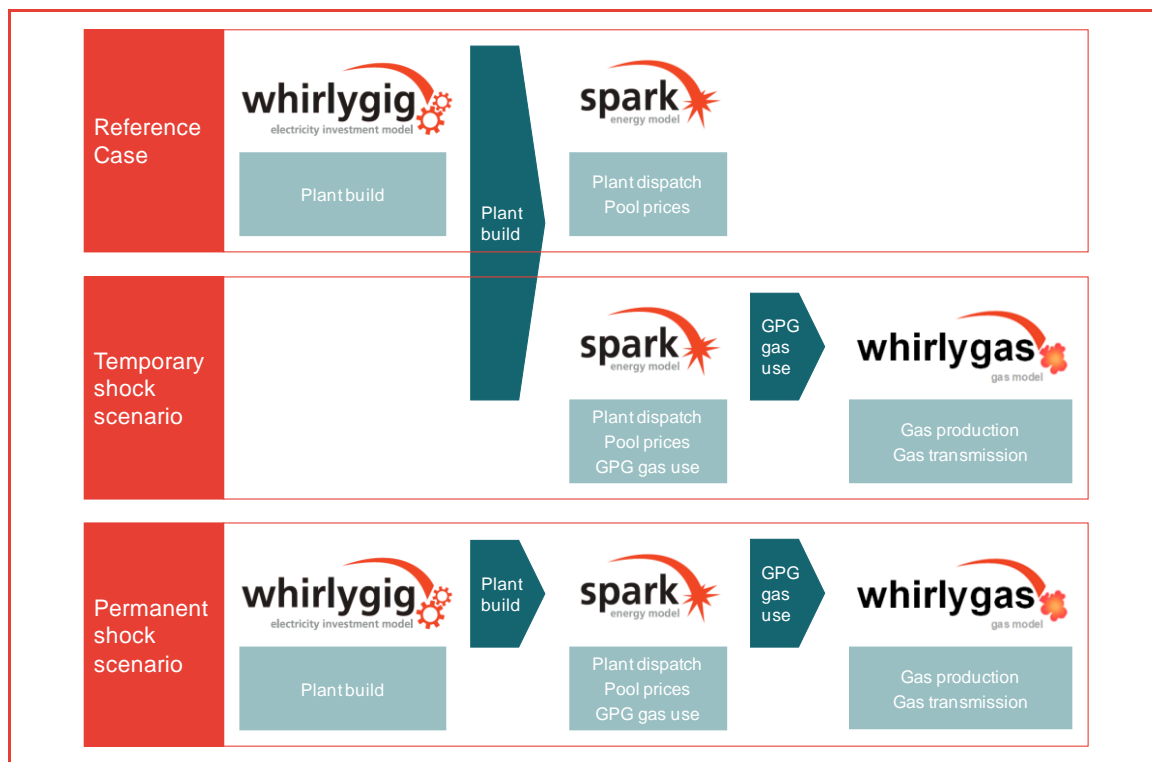 Reference
Case
whirlygig
electricity investment model
Plant build
Plant
build
spark
energy model
Plant dispatch
Pool prices
Temporary
shock
scenario
spark
energy model
Plant dispatch
Pool prices
GPG gas use
GPG
gas
use
whirlygas
gas model
Gas production
Gas transmission
Permanent
shock
scenario
whirlygig
electricity investment model
Plant build
Plant
build
spark
energy model
Plant dispatch
Pool prices
GPG gas use
GPG
gas
use
whirlygas
gas model
Gas production
Gas transmission